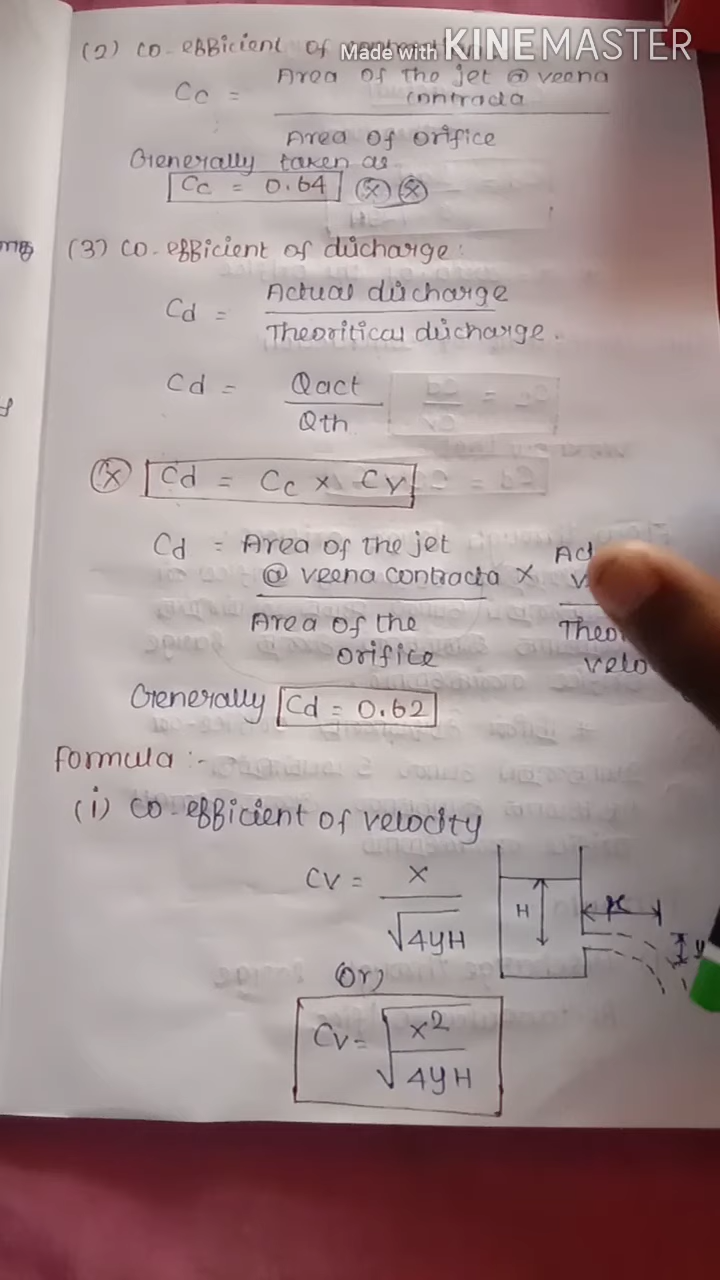 (2) co-efficient of
Made with KINEMASTER
Cc = Area of the jet @ veena
contracta
Area of orifice
Generally taken as
Cc = 0.64 (x) (x)
(3) co-efficient of discharge:
Cd = Actual discharge
Theoritical discharge.
Cd = Qact
Qth
(x) Cd = Cc x Cv
Cd = Area of the jet
@ veena contracta x
Area of the
orifice
Generally Cd = 0.62
Formula :-
(i) co-efficient of velocity
Cv = x
√4yH
(or)
H x y
Cv = √x²
4yH